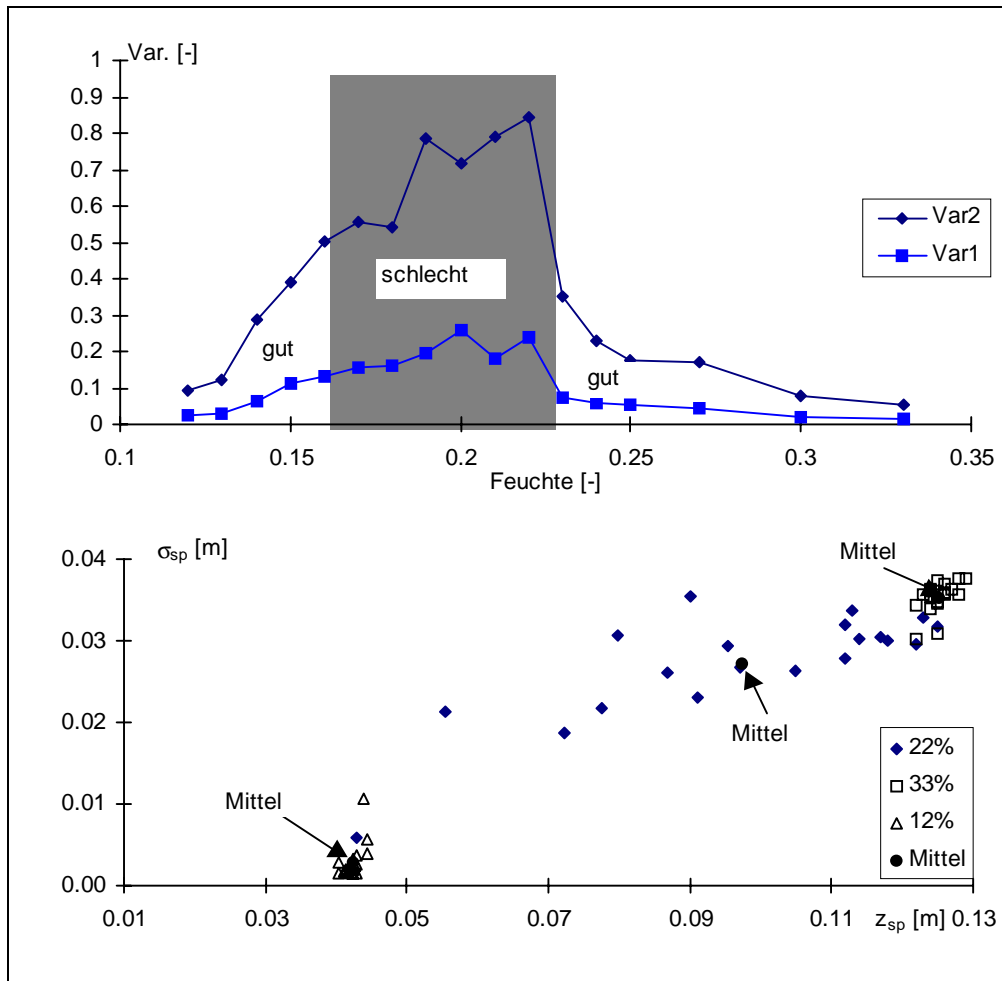 Var. [-]
1
0.9
0.8
0.7
0.6
0.5
0.4
0.3
0.2
0.1
0
Var2
Var1
schlecht
gut
gut
0.1
0.15
0.2
0.25
0.3
0.35
Feuchte [-]
σsp [m]
0.04
0.03
0.02
0.01
0.00
Mittel
Mittel
Mittel
22%
33%
12%
Mittel
0.01
0.03
0.05
0.07
0.09
0.11
zsp [m]
0.13